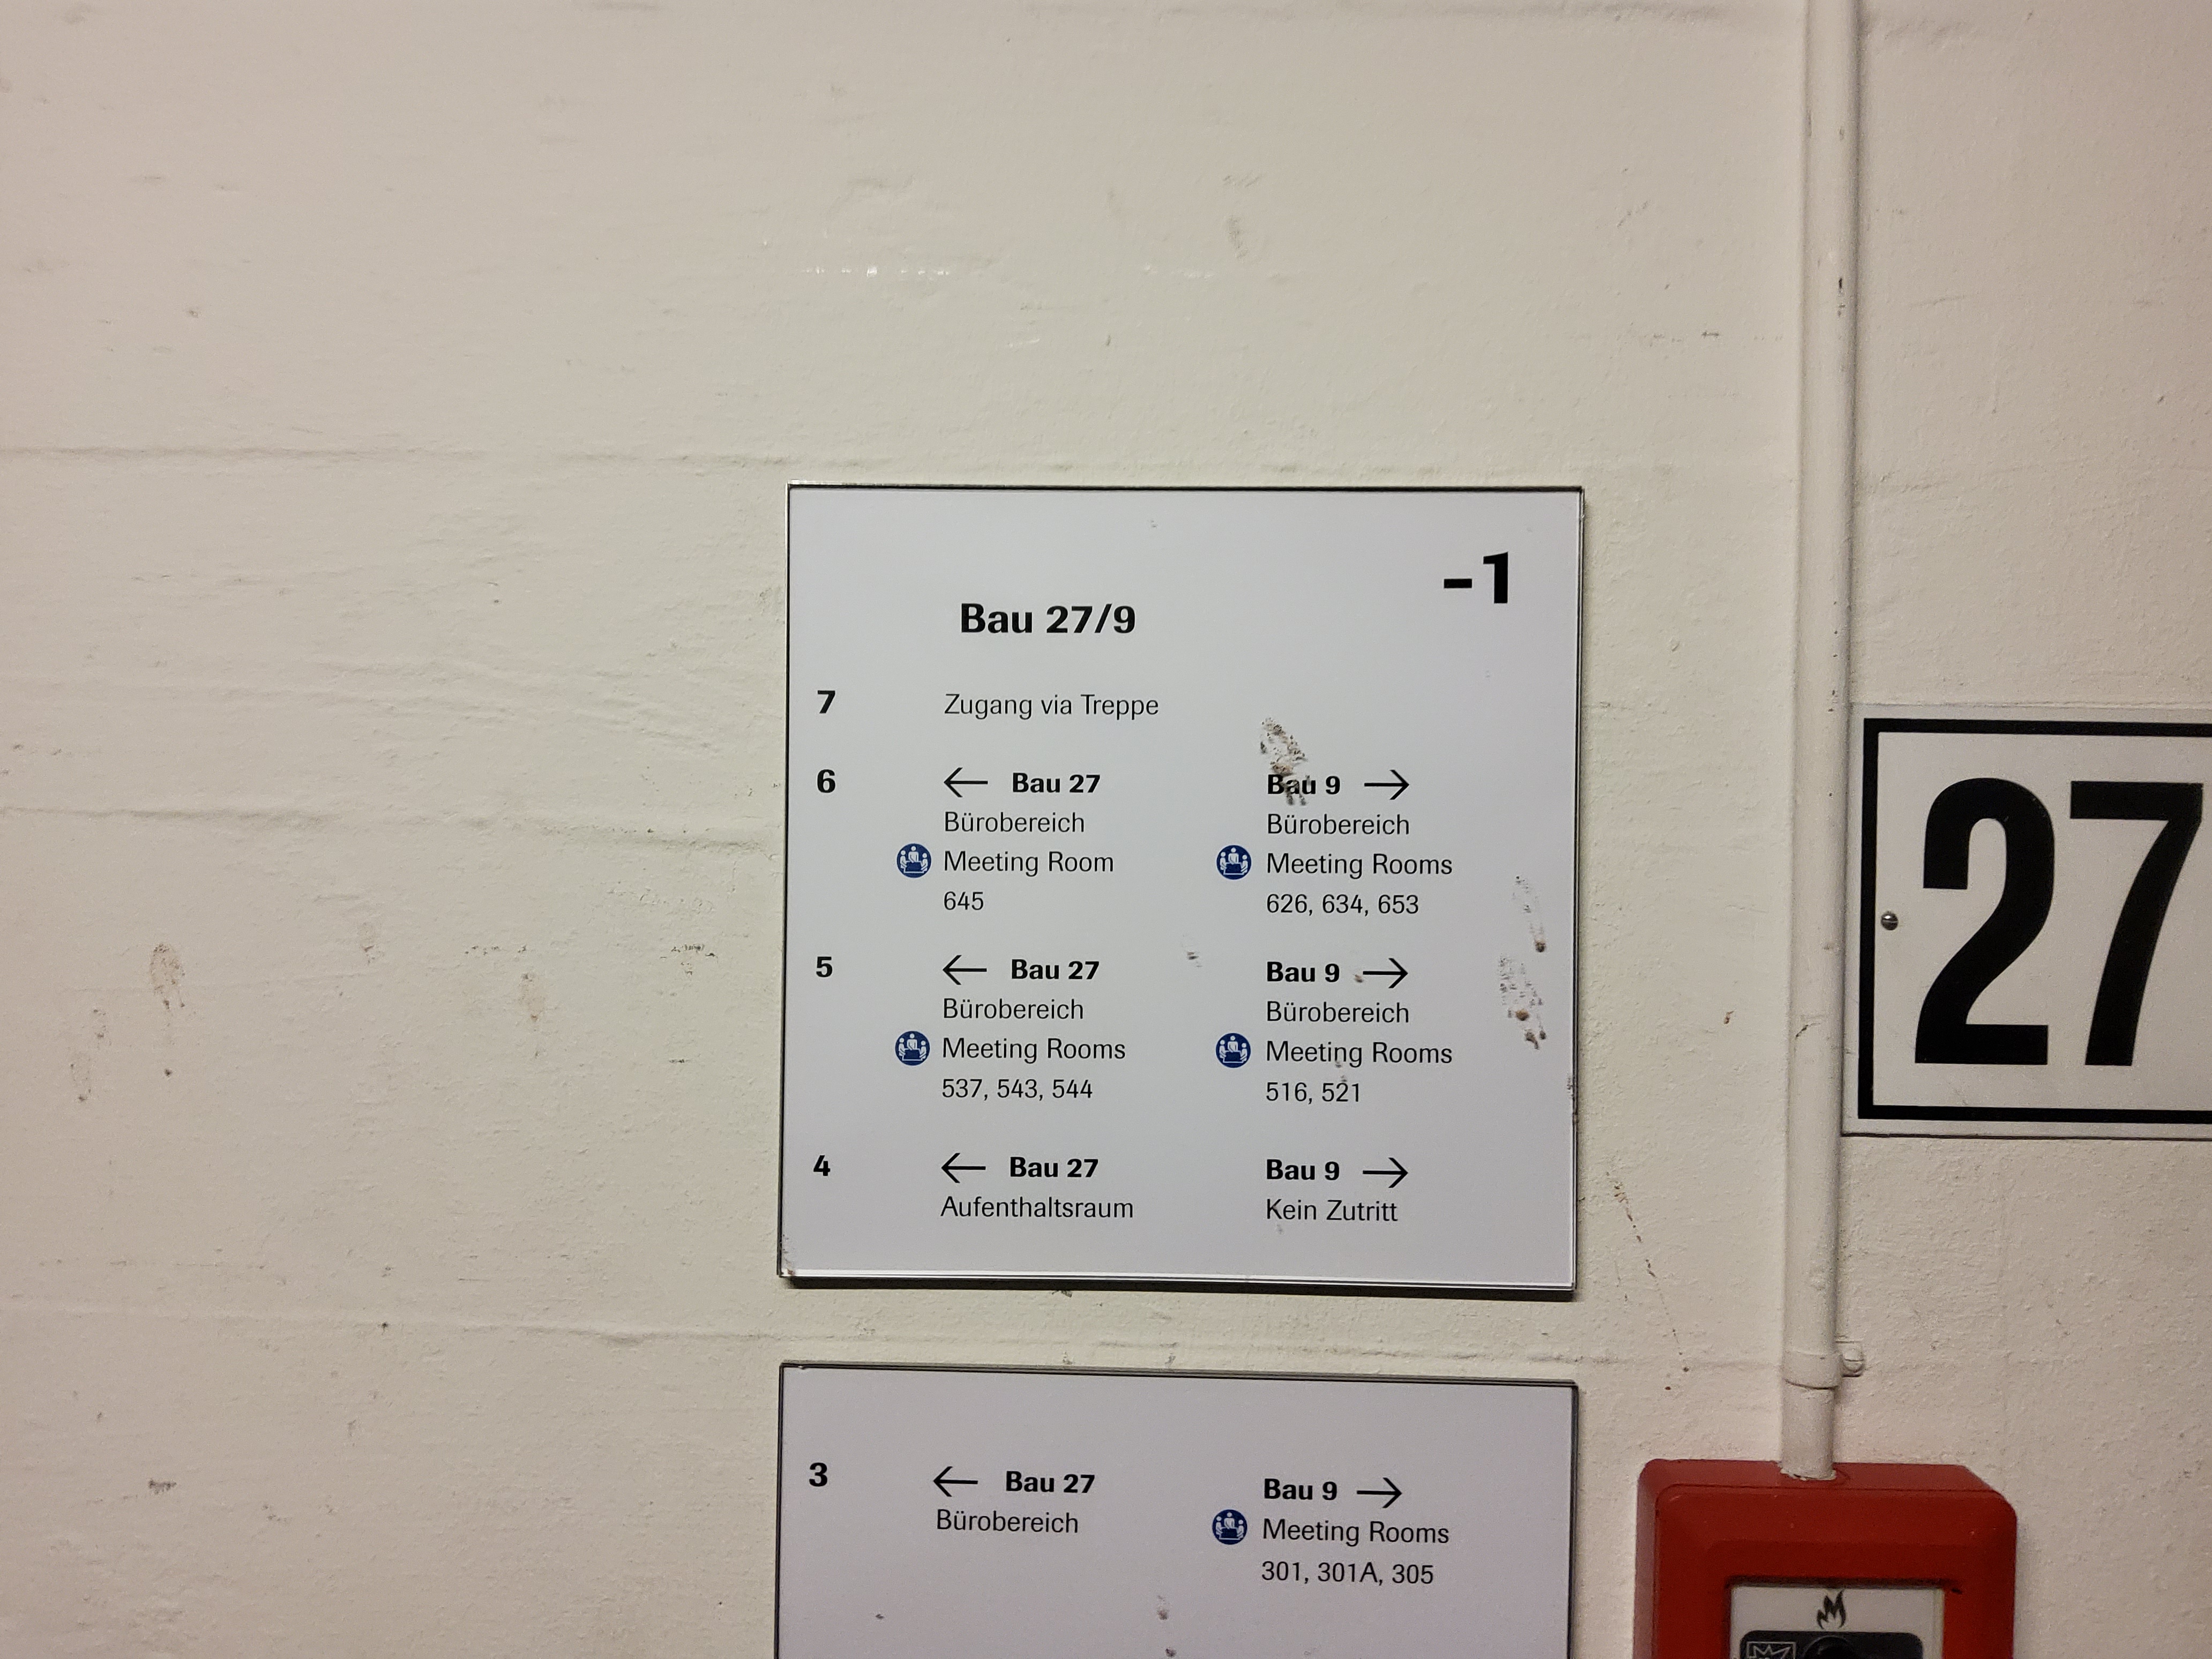 -1
Bau 27/9
7 Zugang via Treppe
6 ← Bau 27 Bau 9 →
Bürobereich Bürobereich
Meeting Room Meeting Rooms
645 626, 634, 653
5 ← Bau 27 Bau 9 →
Bürobereich Bürobereich
Meeting Rooms Meeting Rooms
537, 543, 544 516, 521
4 ← Bau 27 Bau 9 →
Aufenthaltsraum Kein Zutritt
3 ← Bau 27 Bau 9 →
Bürobereich Meeting Rooms
301, 301A, 305
27